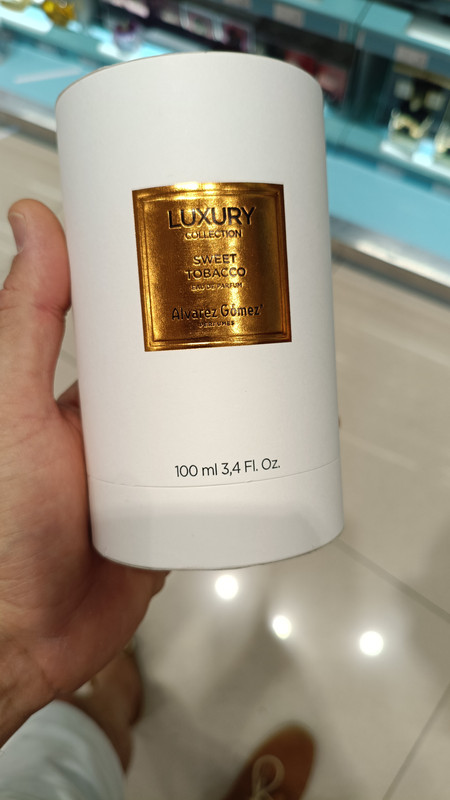 LUXURY
COLLECTION
SWEET
TOBACCO
EAU DE PARFUM
Alvarez Gómez
PERFUMES
100 ml 3,4 Fl. Oz.